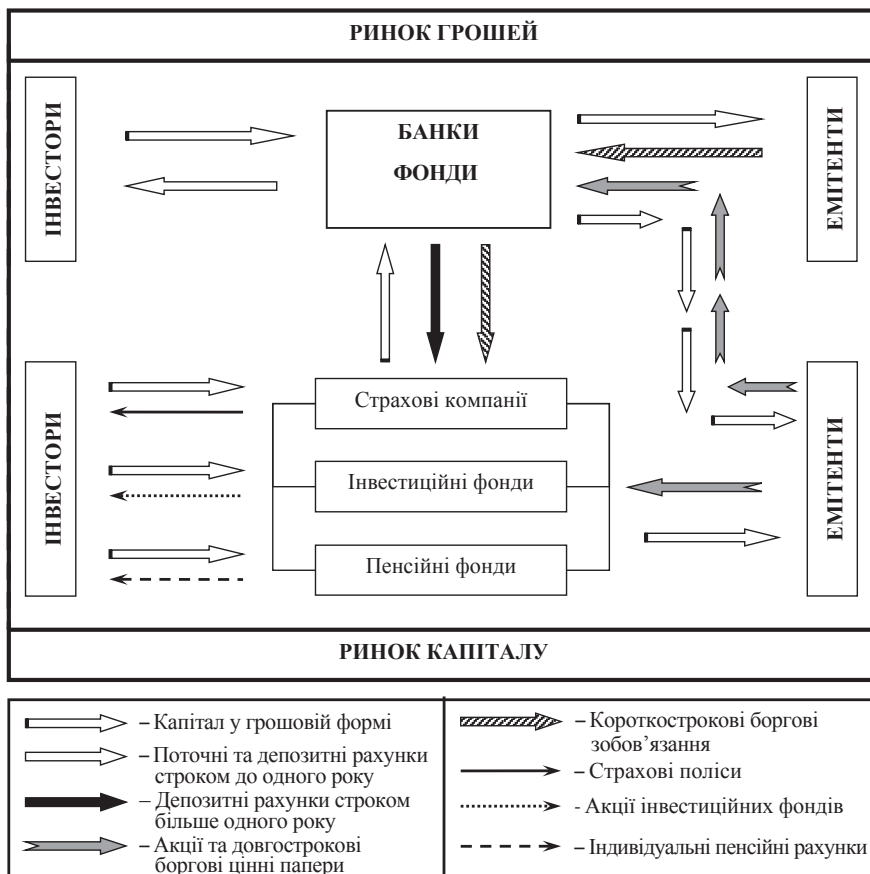 РИНОК ГРОШЕЙ
ІНВЕСТОРИ
БАНКИ
ФОНДИ
ЕМІТЕНТИ
ІНВЕСТОРИ
Страхові компанії
Інвестиційні фонди
Пенсійні фонди
ЕМІТЕНТИ
РИНОК КАПІТАЛУ
– Капітал у грошовій формі
– Поточні та депозитні рахунки
строком до одного року
– Депозитні рахунки строком
більше одного року
– Акції та довгострокові
боргові цінні папери
– Короткострокові боргові
зобов’язання
– Страхові поліси
- Акції інвестиційних фондів
– Індивідуальні пенсійні рахунки